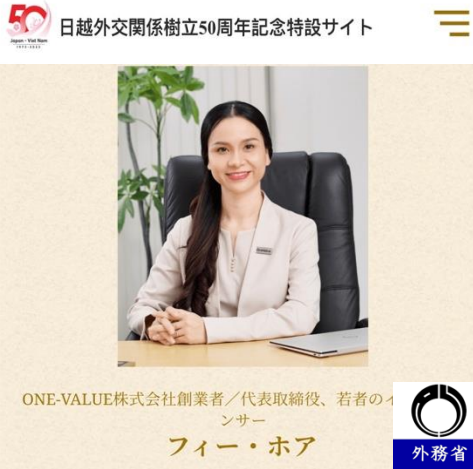 50
Japan - Viet Nam
1973-2023
日越外交関係樹立50周年記念特設サイト
ONE-VALUE株式会社創業者／代表取締役、若者のイ
ンサー
フィー・ホア
外務省